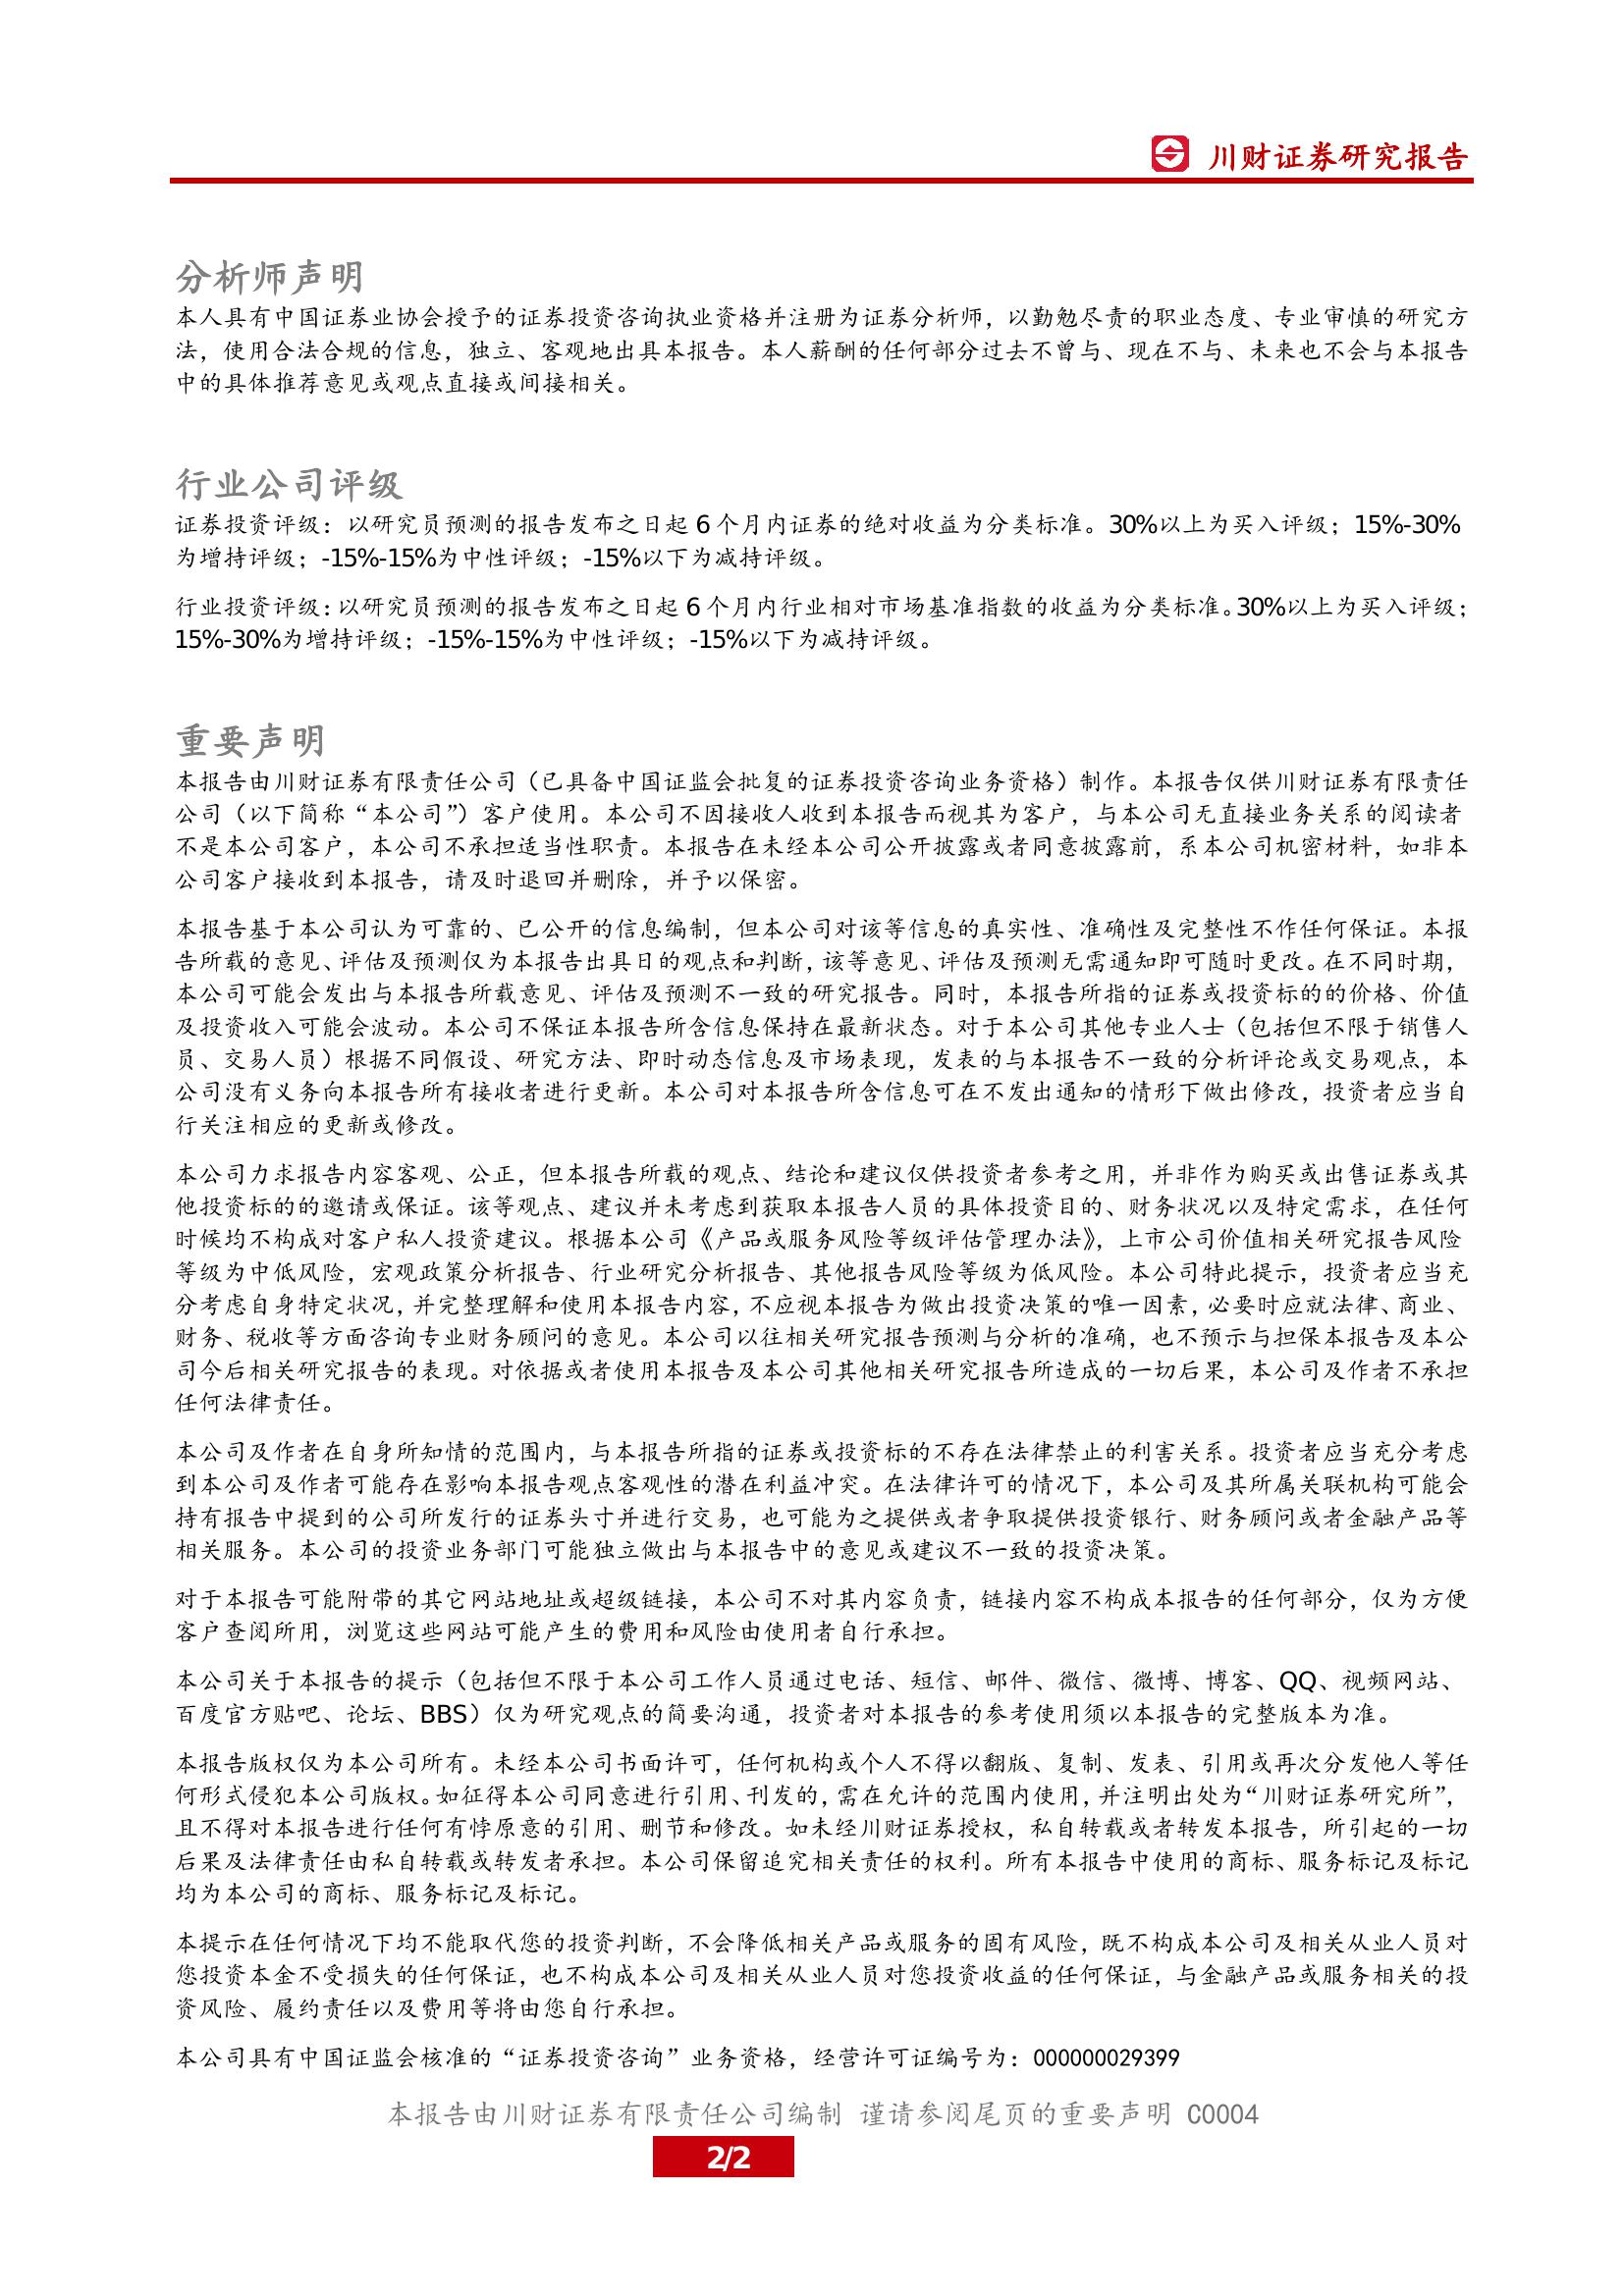 川财证券研究报告
分析师声明
本人具有中国证券业协会授予的证券投资咨询执业资格并注册为证券分析师，以勤勉尽责的职业态度、专业审慎的研究方
法，使用合法合规的信息，独立、客观地出具本报告。本人薪酬的任何部分过去不曾与、现在不与、未来也不会与本报告
中的具体推荐意见或观点直接或间接相关。
行业公司评级
证券投资评级：以研究员预测的报告发布之日起 6 个月内证券的绝对收益为分类标准。30%以上为买入评级；15%-30%
为增持评级；-15%-15%为中性评级；-15%以下为减持评级。
行业投资评级：以研究员预测的报告发布之日起 6 个月内行业相对市场基准指数的收益为分类标准。30%以上为买入评级；
15%-30%为增持评级；-15%-15%为中性评级；-15%以下为减持评级。
重要声明
本报告由川财证券有限责任公司（已具备中国证监会批复的证券投资咨询业务资格）制作。本报告仅供川财证券有限责任
公司（以下简称“本公司”）客户使用。本公司不因接收人收到本报告而视其为客户，与本公司无直接业务关系的阅读者
不是本公司客户，本公司不承担适当性职责。本报告在未经本公司公开披露或者同意披露前，系本公司机密材料，如非本
公司客户接收到本报告，请及时退回并删除，并予以保密。
本报告基于本公司认为可靠的、已公开的信息编制，但本公司对该等信息的真实性、准确性及完整性不作任何保证。本报
告所载的意见、评估及预测仅为本报告出具日的观点和判断，该等意见、评估及预测无需通知即可随时更改。在不同时期，
本公司可能会发出与本报告所载意见、评估及预测不一致的研究报告。同时，本报告所指的证券或投资标的的价格、价值
及投资收入可能会波动。本公司不保证本报告所含信息保持在最新状态。对于本公司其他专业人士（包括但不限于销售人
员、交易人员）根据不同假设、研究方法、即时动态信息及市场表现，发表的与本报告不一致的分析评论或交易观点，本
公司没有义务向本报告所有接收者进行更新。本公司对本报告所含信息可在不发出通知的情形下做出修改，投资者应当自
行关注相应的更新或修改。
本公司力求报告内容客观、公正，但本报告所载的观点、结论和建议仅供投资者参考之用，并非作为购买或出售证券或其
他投资标的的邀请或保证。该等观点、建议并未考虑到获取本报告人员的具体投资目的、财务状况以及特定需求，在任何
时候均不构成对客户私人投资建议。根据本公司《产品或服务风险等级评估管理办法》，上市公司价值相关研究报告风险
等级为中低风险，宏观政策分析报告、行业研究分析报告、其他报告风险等级为低风险。本公司特此提示，投资者应当充
分考虑自身特定状况，并完整理解和使用本报告内容，不应视本报告为做出投资决策的唯一因素，必要时应就法律、商业、
财务、税收等方面咨询专业财务顾问的意见。本公司以往相关研究报告预测与分析的准确，也不预示与担保本报告及本公
司今后相关研究报告的表现。对依据或者使用本报告及本公司其他相关研究报告所造成的一切后果，本公司及作者不承担
任何法律责任。
本公司及作者在自身所知情的范围内，与本报告所指的证券或投资标的不存在法律禁止的利害关系。投资者应当充分考虑
到本公司及作者可能存在影响本报告观点客观性的潜在利益冲突。在法律许可的情况下，本公司及其所属关联机构可能会
持有报告中提到的公司所发行的证券头寸并进行交易，也可能为之提供或者争取提供投资银行、财务顾问或者金融产品等
相关服务。本公司的投资业务部门可能独立做出与本报告中的意见或建议不一致的投资决策。
对于本报告可能附带的其它网站地址或超级链接，本公司不对其内容负责，链接内容不构成本报告的任何部分，仅为方便
客户查阅所用，浏览这些网站可能产生的费用和风险由使用者自行承担。
本公司关于本报告的提示（包括但不限于本公司工作人员通过电话、短信、邮件、微信、微博、博客、QQ、视频网站、
百度官方贴吧、论坛、BBS）仅为研究观点的简要沟通，投资者对本报告的参考使用须以本报告的完整版本为准。
本报告版权仅为本公司所有。未经本公司书面许可，任何机构或个人不得以翻版、复制、发表、引用或再次分发他人等任
何形式侵犯本公司版权。如征得本公司同意进行引用、刊发的，需在允许的范围内使用，并注明出处为“川财证券研究所”，
且不得对本报告进行任何有悖原意的引用、删节和修改。如未经川财证券授权，私自转载或者转发本报告，所引起的一切
后果及法律责任由私自转载或转发者承担。本公司保留追究相关责任的权利。所有本报告中使用的商标、服务标记及标记
均为本公司的商标、服务标记及标记。
本提示在任何情况下均不能取代您的投资判断，不会降低相关产品或服务的固有风险，既不构成本公司及相关从业人员对
您投资本金不受损失的任何保证，也不构成本公司及相关从业人员对您投资收益的任何保证，与金融产品或服务相关的投
资风险、履约责任以及费用等将由您自行承担。
本公司具有中国证监会核准的“证券投资咨询”业务资格，经营许可证编号为：000000029399
本报告由川财证券有限责任公司编制 谨请参阅尾页的重要声明 C0004
2/2